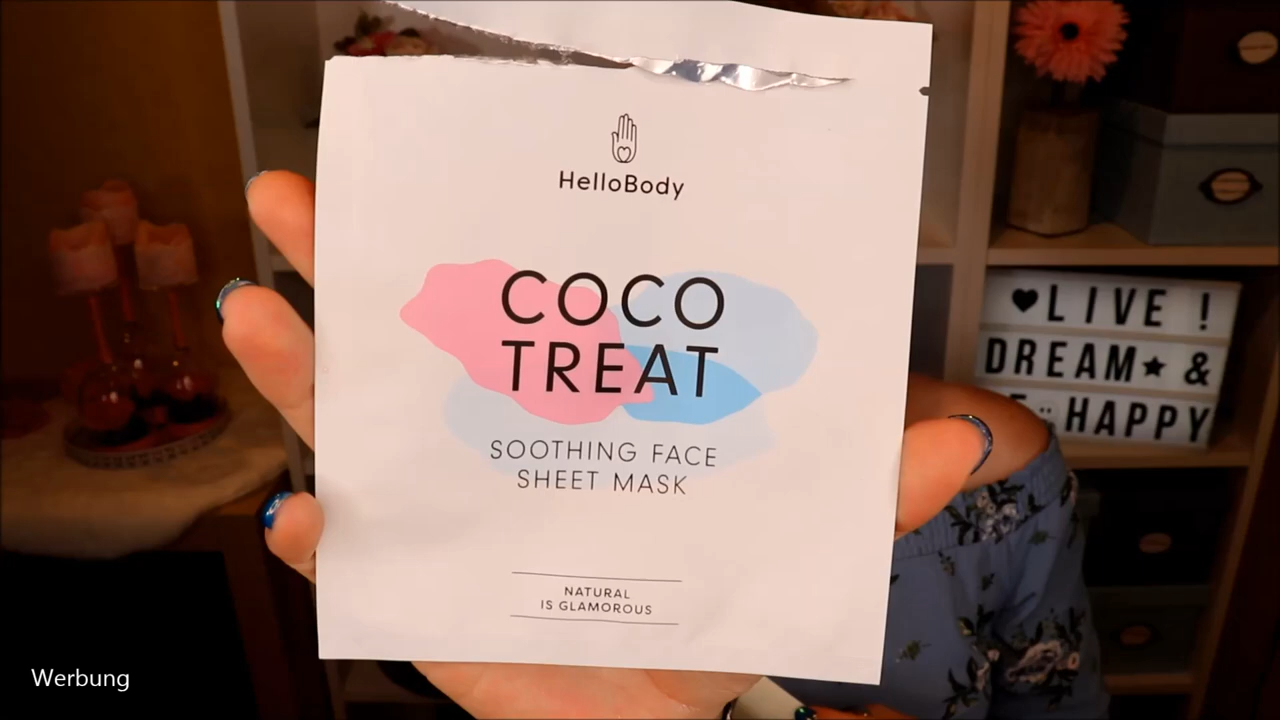 HelloBody
COCO
TREAT
SOOTHING FACE
SHEET MASK
NATURAL
IS GLAMOROUS
♥LIVE!
DREAM★&
HAPPY
Werbung